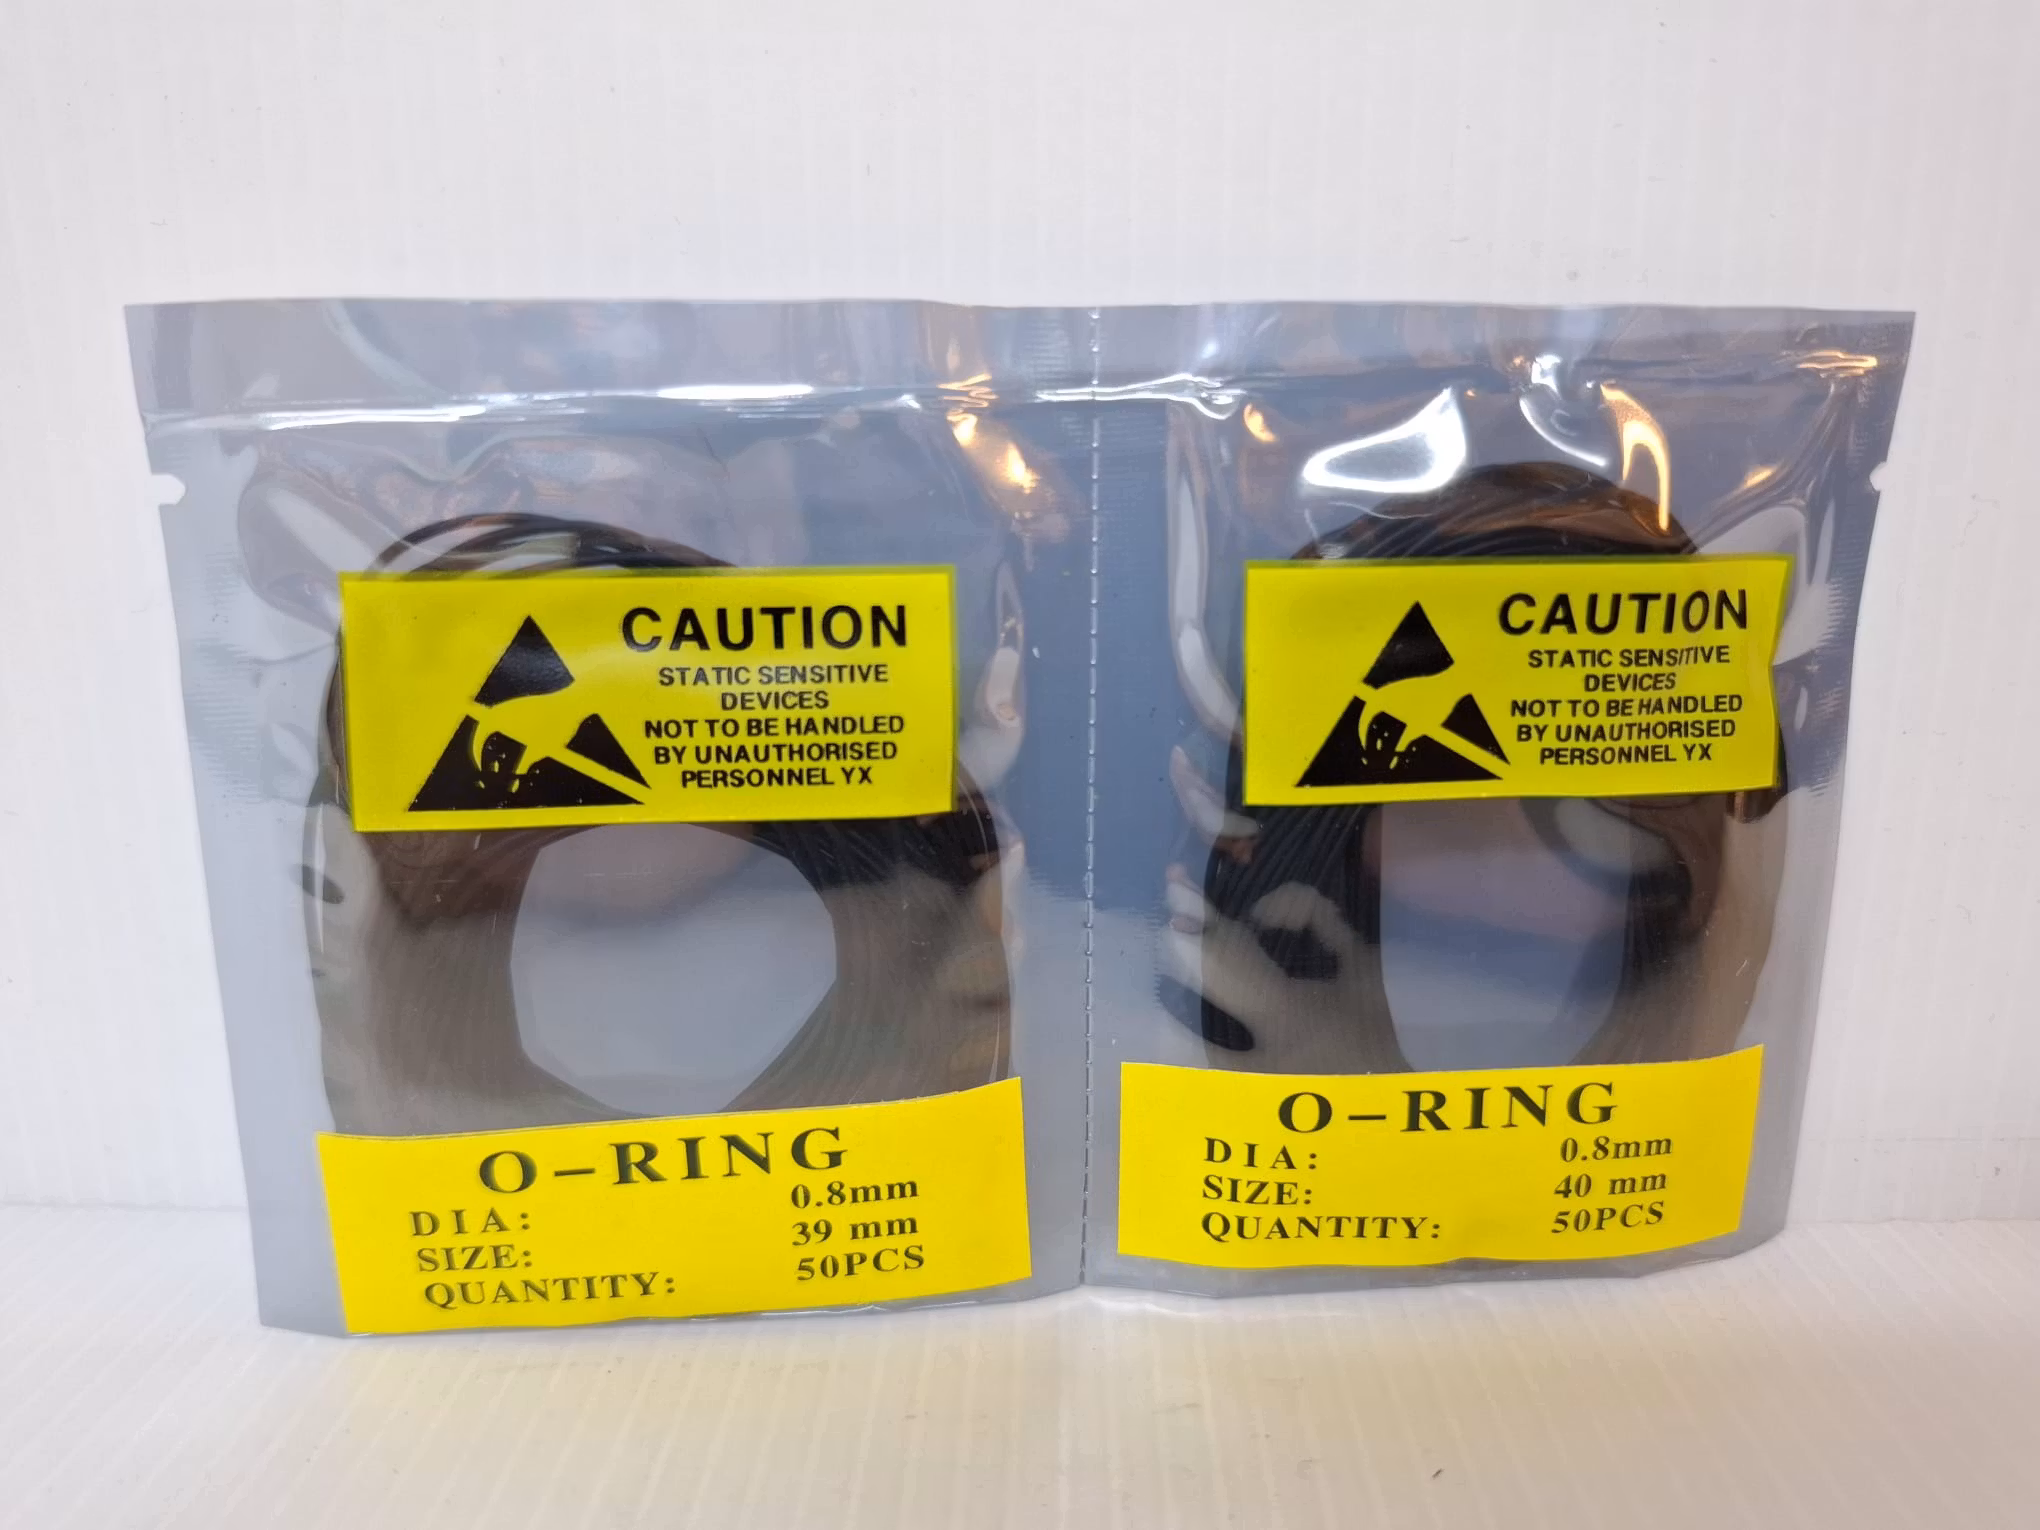 CAUTION
STATIC SENSITIVE
DEVICES
NOT TO BE HANDLED
BY UNAUTHORISED
PERSONNEL YX
O-RING
DIA: 0.8mm
SIZE: 39 mm
QUANTITY: 50PCS
CAUTION
STATIC SENSITIVE
DEVICES
NOT TO BE HANDLED
BY UNAUTHORISED
PERSONNEL YX
O-RING
DIA: 0.8mm
SIZE: 40 mm
QUANTITY: 50PCS